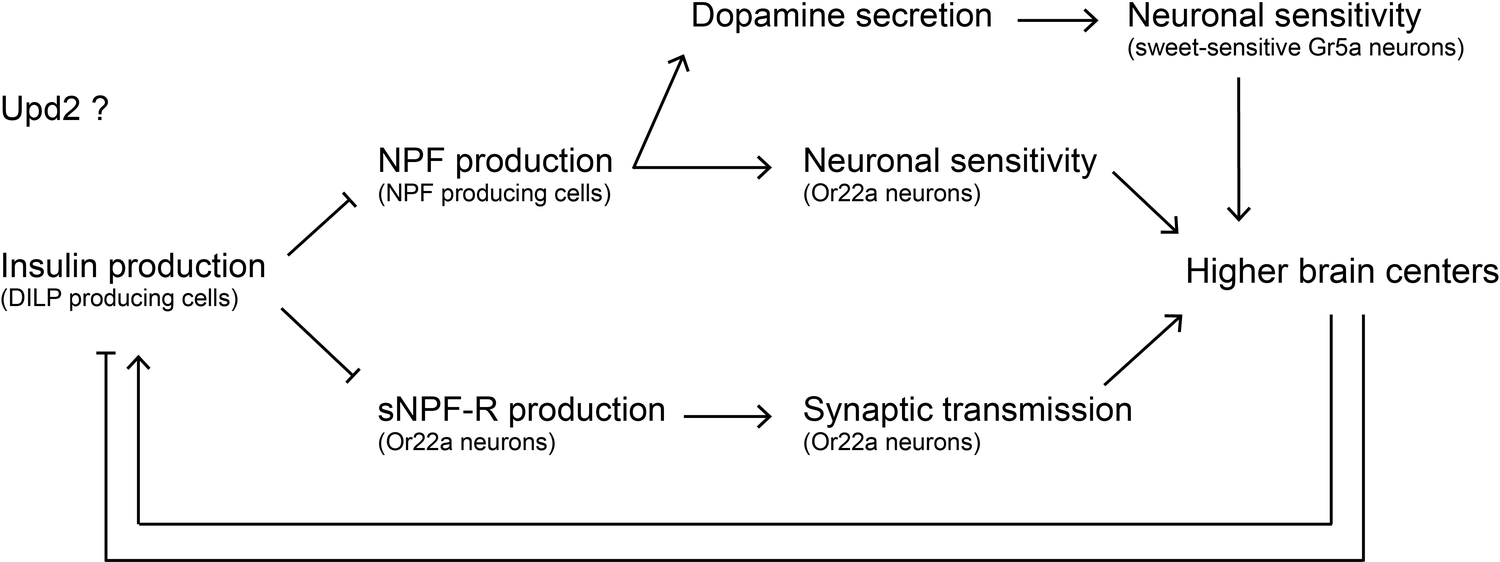 Dopamine secretion
Neuronal sensitivity
(sweet-sensitive Gr5a neurons)
Upd2 ?
NPF production
(NPF producing cells)
Neuronal sensitivity
(Or22a neurons)
Insulin production
(DILP producing cells)
Higher brain centers
sNPF-R production
(Or22a neurons)
Synaptic transmission
(Or22a neurons)